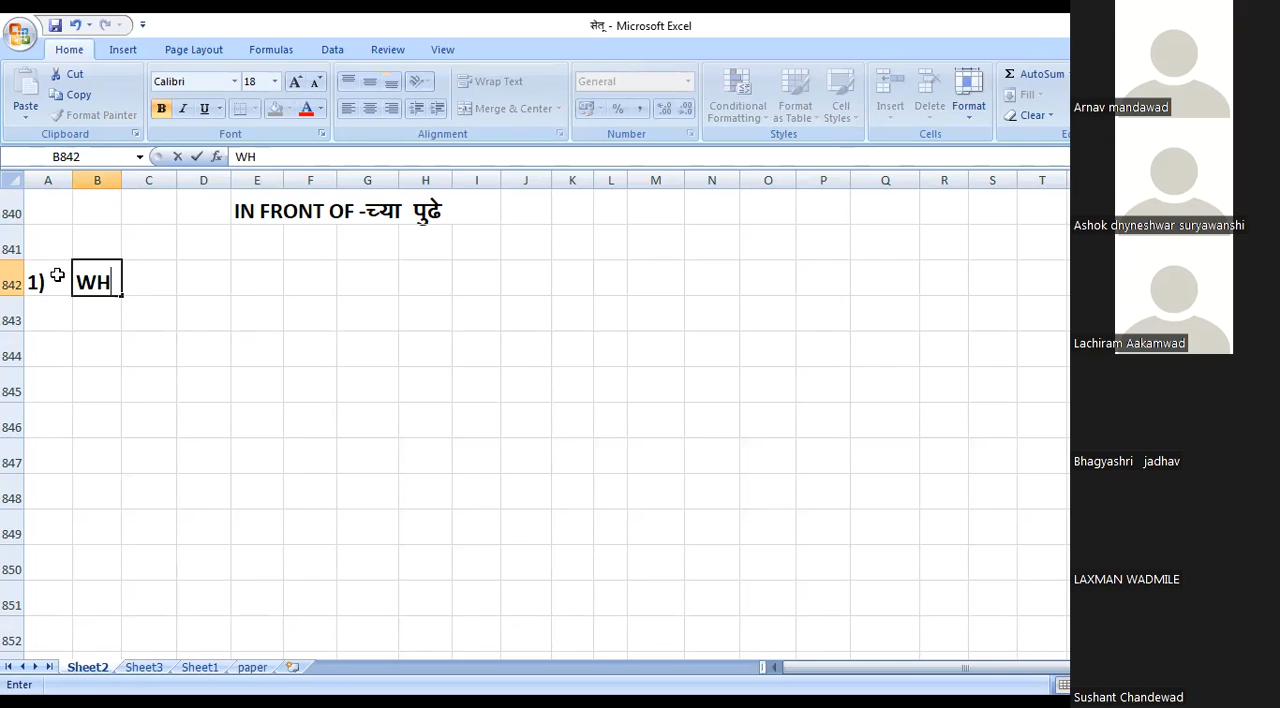 सेतू - Microsoft Excel
Home Insert Page Layout Formulas Data Review View
Paste
Cut
Copy
Format Painter
Clipboard
Calibri 18
B I U
Font
Wrap Text
Merge & Center
Alignment
General
Number
Conditional Formatting
Format as Table
Cell Styles
Styles
Insert Delete Format
Cells
Σ AutoSum
Fill
Clear
B842 fx WH
A B C D E F G H I J K L M N O P Q R S T
840 IN FRONT OF -च्या पुढे
841
842 1) WH
843
844
845
846
847
848
849
850
851
852
Sheet2 Sheet3 Sheet1 paper
Enter
Arnav mandawad
Ashok dnyneshwar suryawanshi
Lachiram Aakamwad
Bhagyashri jadhav
LAXMAN WADMILE
Sushant Chandewad